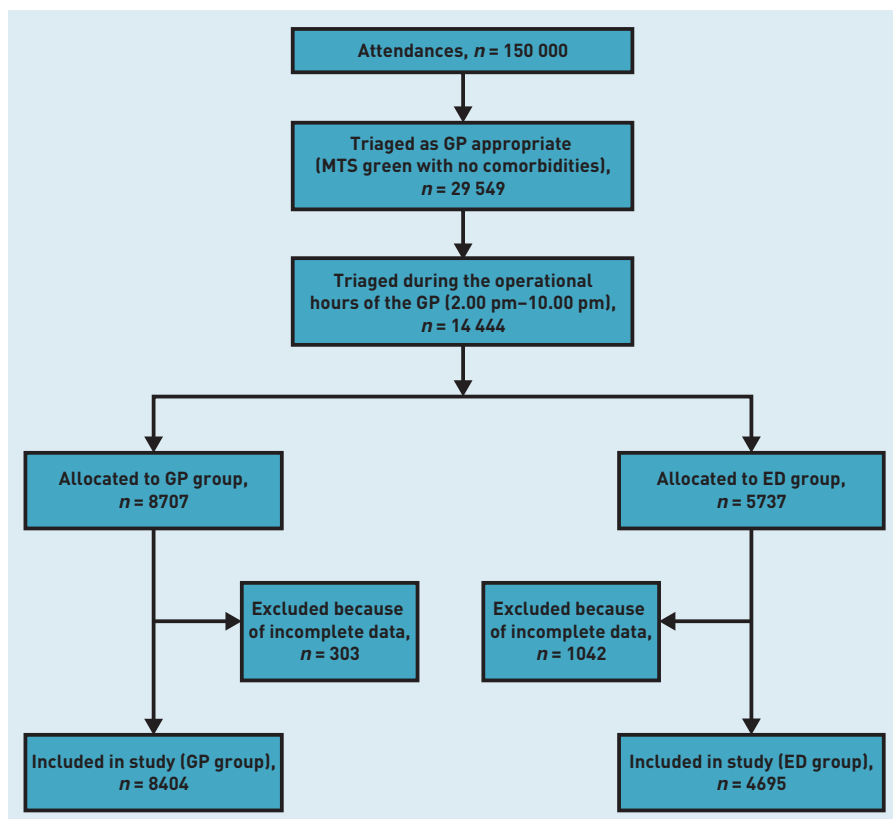 Attendances, n = 150 000
Triaged as GP appropriate
(MTS green with no comorbidities),
n = 29 549
Triaged during the operational
hours of the GP (2.00 pm–10.00 pm),
n = 14 444
Allocated to GP group,
n = 8707
Allocated to ED group,
n = 5737
Excluded because
of incomplete data,
n = 303
Excluded because
of incomplete data,
n = 1042
Included in study (GP group),
n = 8404
Included in study (ED group),
n = 4695